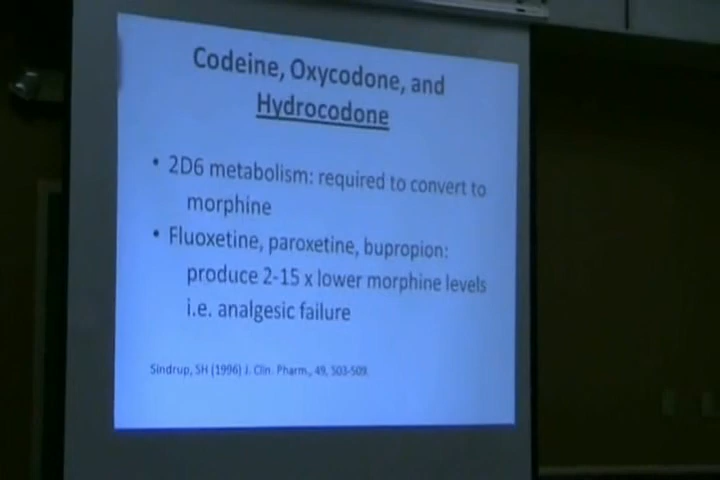 Codeine, Oxycodone, and
Hydrocodone
• 2D6 metabolism: required to convert to
morphine
• Fluoxetine, paroxetine, bupropion:
produce 2-15 x lower morphine levels
i.e. analgesic failure
Sindrup, SH (1996) J. Clin. Pharm., 49, 503-509.